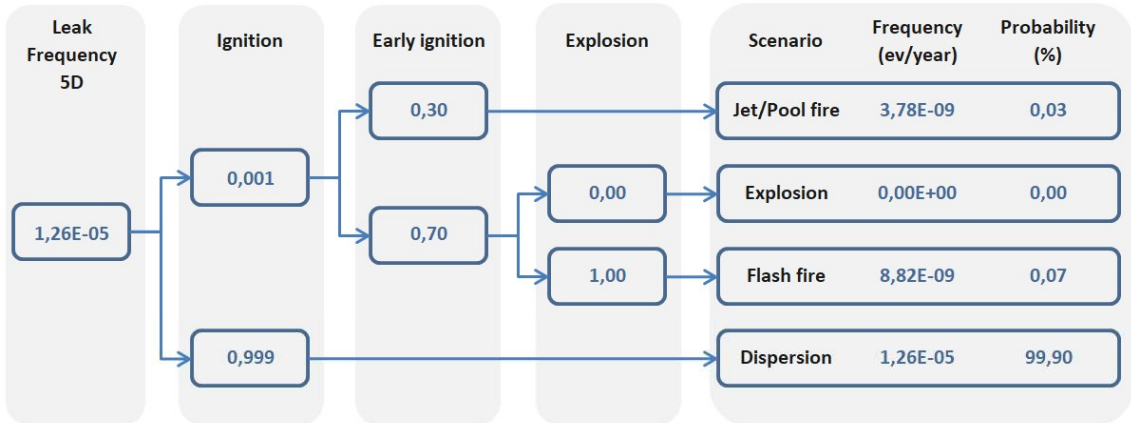 Leak
Frequency
5D
Ignition
Early ignition
Explosion
Scenario
Frequency
(ev/year)
Probability
(%)
0,30
Jet/Pool fire 3,78E-09 0,03
0,001
0,00
Explosion 0,00E+00 0,00
1,26E-05
0,70
1,00
Flash fire 8,82E-09 0,07
0,999
Dispersion 1,26E-05 99,90